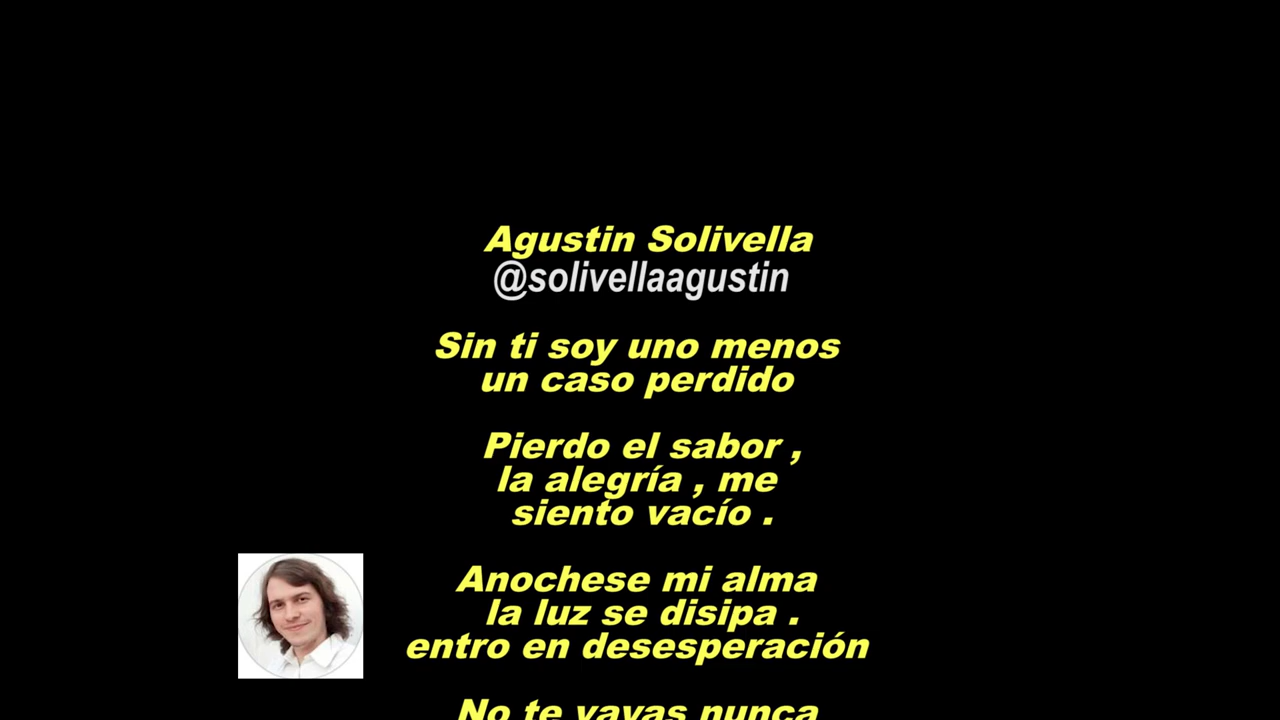 Agustin Solivella
@solivellaagustin
Sin ti soy uno menos
un caso perdido
Pierdo el sabor ,
la alegría , me
siento vacío .
Anochese mi alma
la luz se disipa .
entro en desesperación
No te vayas nunca